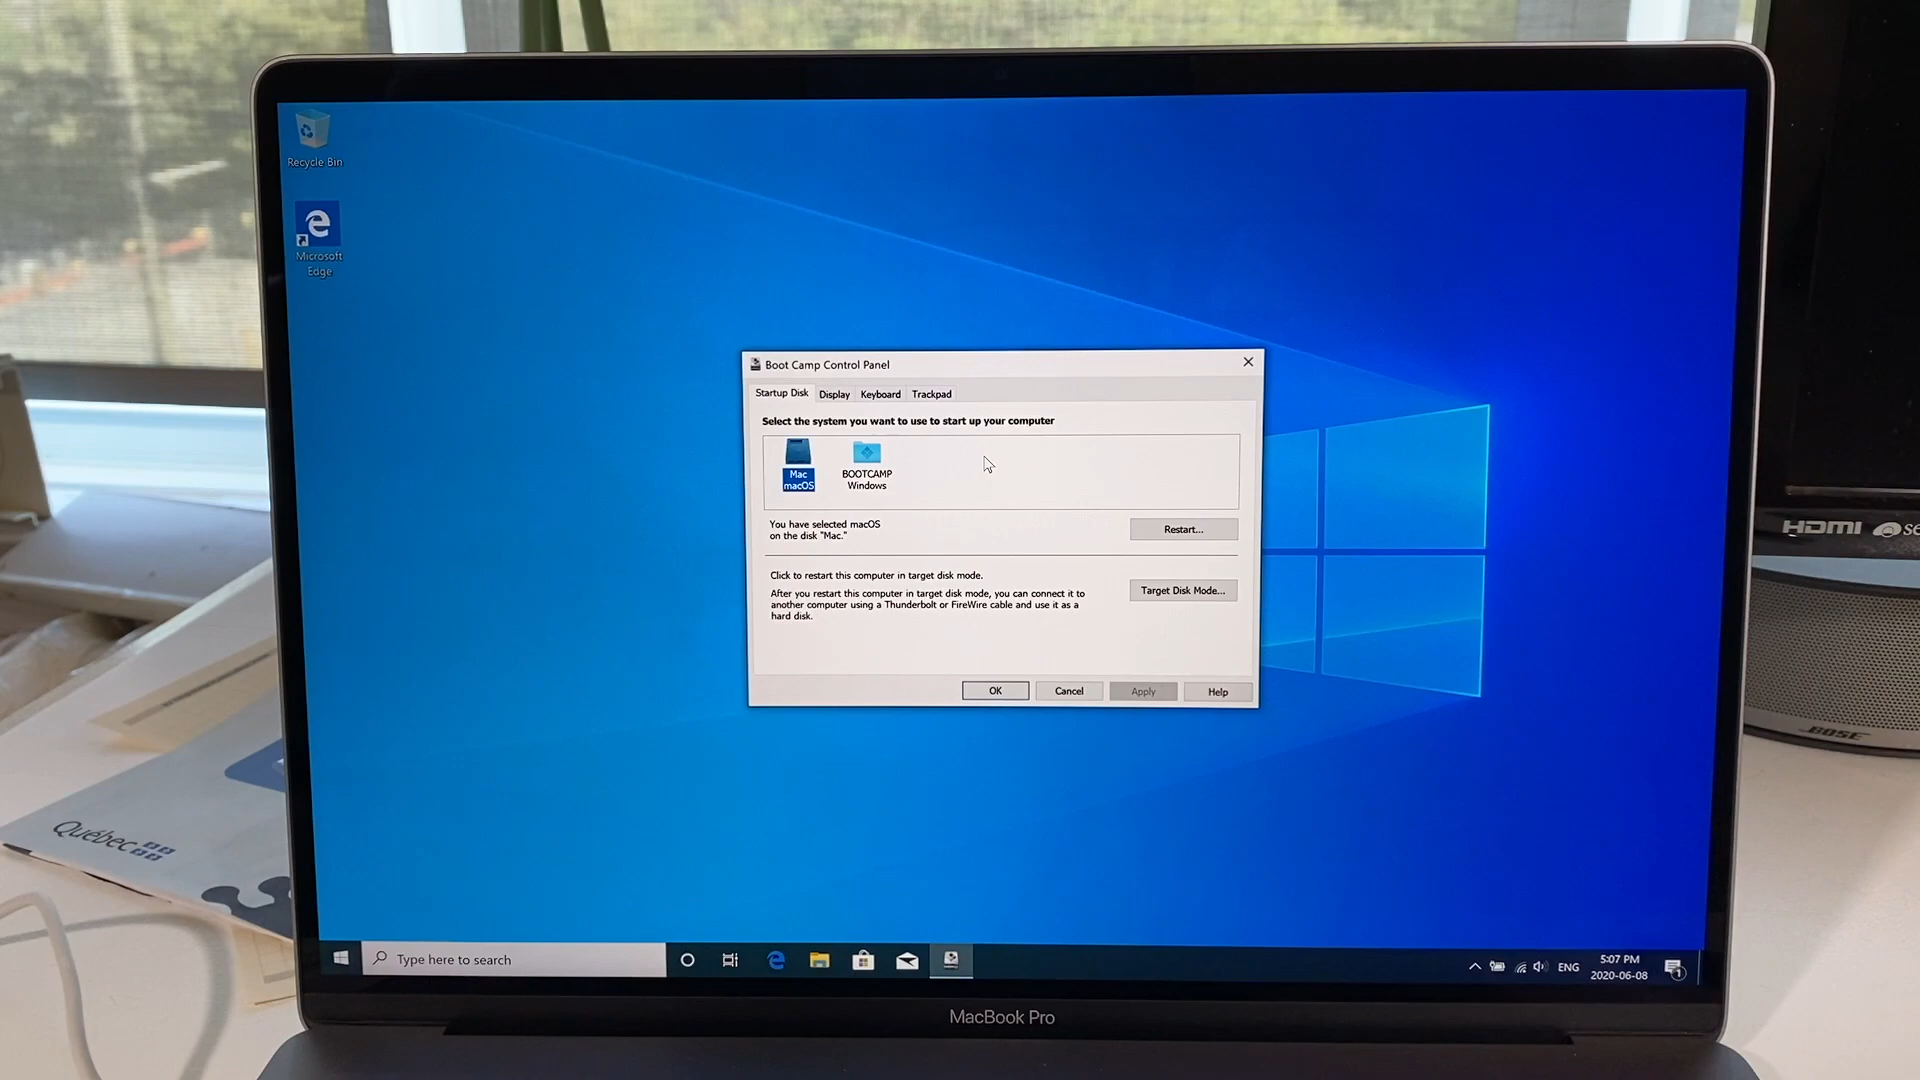 Recycle Bin
Microsoft
Edge
Boot Camp Control Panel
Startup Disk
Display
Keyboard
Trackpad
Select the system you want to use to start up your computer
Mac
macOS
BOOTCAMP
Windows
You have selected macOS
on the disk "Mac."
Restart...
Click to restart this computer in target disk mode.
After you restart this computer in target disk mode, you can connect it to
another computer using a Thunderbolt or FireWire cable and use it as a
hard disk.
Target Disk Mode...
OK
Cancel
Apply
Help
Type here to search
ENG
5:07 PM
2020-06-08
1
MacBook Pro
HDMI
BOSE
Québec